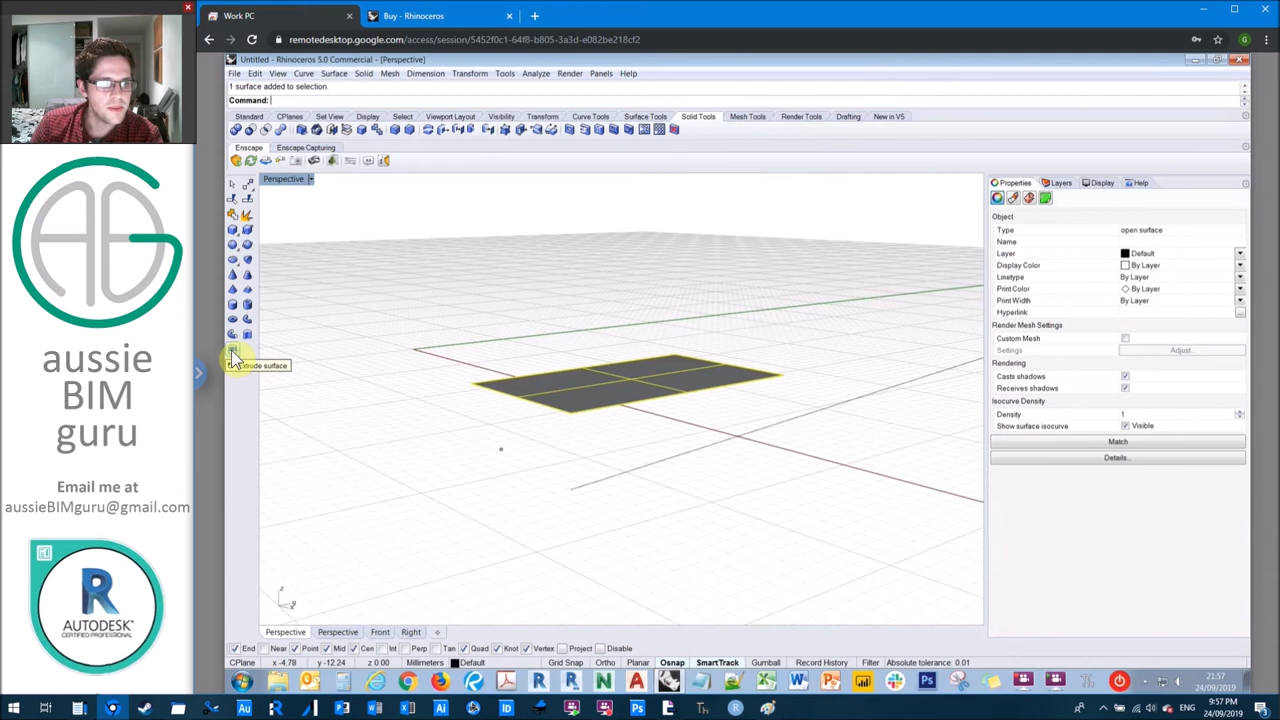 Work PC
Buy - Rhinoceros
remotedesktop.google.com/access/session/5452f0c1-64f8-b805-3a3d-e082be218cf2
Untitled - Rhinoceros 5.0 Commercial - [Perspective]
File Edit View Curve Surface Solid Mesh Dimension Transform Tools Analyze Render Panels Help
1 surface added to selection.
Command:
Standard CPlanes Set View Display Select Viewport Layout Visibility Transform Curve Tools Surface Tools Solid Tools Mesh Tools Render Tools Drafting New in V5
Enscape Enscape Capturing
Perspective
Properties Layers Display Help
Object
Type open surface
Name
Layer Default
Display Color By Layer
Linetype By Layer
Print Color By Layer
Print Width By Layer
Hyperlink
Render Mesh Settings
Custom Mesh
Settings Adjust..
Rendering
Casts shadows
Receives shadows
Isocurve Density
Density 1
Show surface isocurve Visible
Match
Details..
trude surface
aussie
BIM
guru
Email me at
aussieBIMguru@gmail.com
R
AUTODESK
CERTIFIED PROFESSIONAL
z
y
x
Perspective Perspective Front Right
End Near Point Mid Cen Int Perp Tan Quad Knot Vertex Project Disable
CPlane x -4.78 y -12.24 z 0.00 Millimeters Default Grid Snap Ortho Planar Osnap SmartTrack Gumball Record History Filter Absolute tolerance: 0.01
21:57
24/09/2019
9:57 PM
24/09/2019